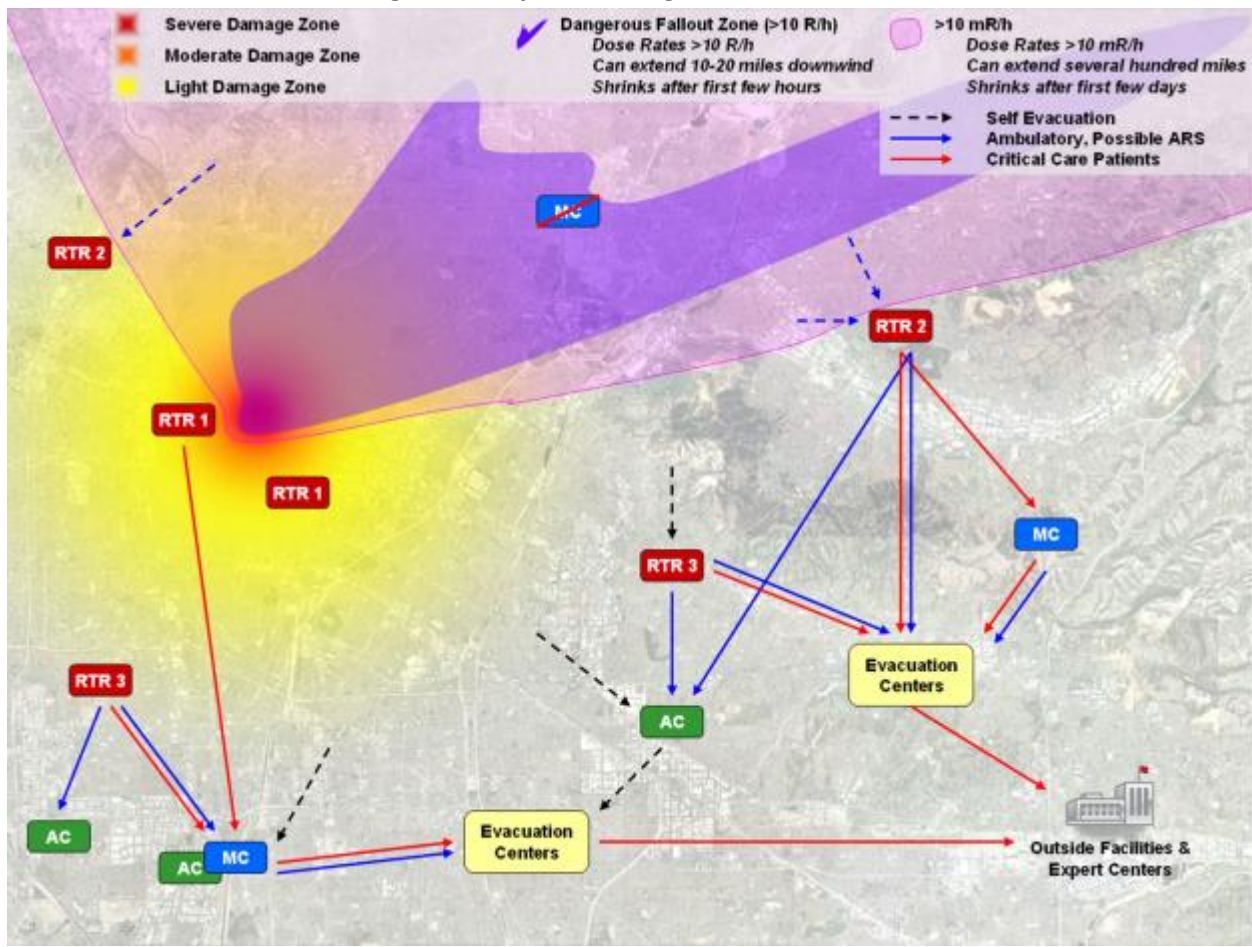 Severe Damage Zone
Moderate Damage Zone
Light Damage Zone
Dangerous Fallout Zone (>10 R/h)
Dose Rates >10 R/h
Can extend 10-20 miles downwind
Shrinks after first few hours
>10 mR/h
Dose Rates >10 mR/h
Can extend several hundred miles
Shrinks after first few days
Self Evacuation
Ambulatory, Possible ARS
Critical Care Patients
MC
RTR 2
RTR 2
RTR 1
RTR 1
MC
RTR 3
Evacuation
Centers
RTR 3
AC
AC
AC
MC
Evacuation
Centers
Outside Facilities &
Expert Centers